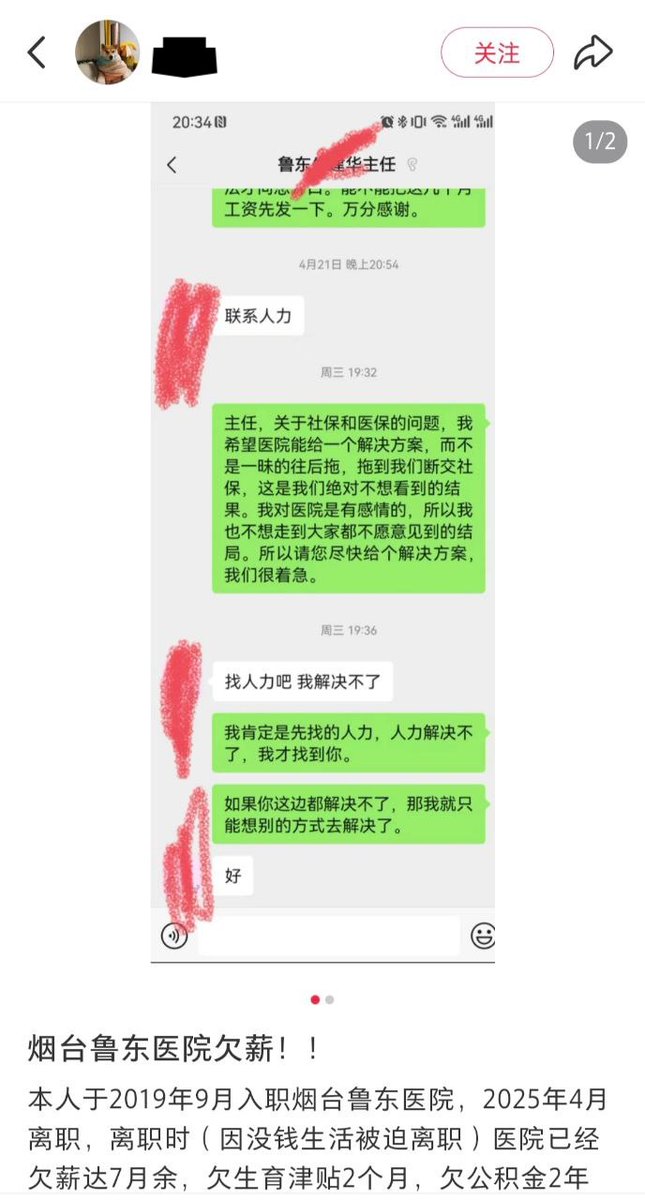 关注
20:34
1/2
鲁东 华主任
工资先发一下。万分感谢。
4月21日 晚上20:54
联系人力
周三 19:32
主任，关于社保和医保的问题，我
希望医院能给一个解决方案，而不
是一昧的往后拖，拖到我们断交社
保，这是我们绝对不想看到的结
果。我对医院是有感情的，所以我
也不想走到大家都不愿意见到的结
局。所以请您尽快给个解决方案，
我们很着急。
周三 19:36
找人力吧 我解决不了
我肯定是先找的人力，人力解决不
了，我才找到你。
如果你这边都解决不了，那我就只
能想别的方式去解决了。
好
烟台鲁东医院欠薪！！
本人于2019年9月入职烟台鲁东医院，2025年4月
离职，离职时（因没钱生活被迫离职）医院已经
欠薪达7月余，欠生育津贴2个月，欠公积金2年